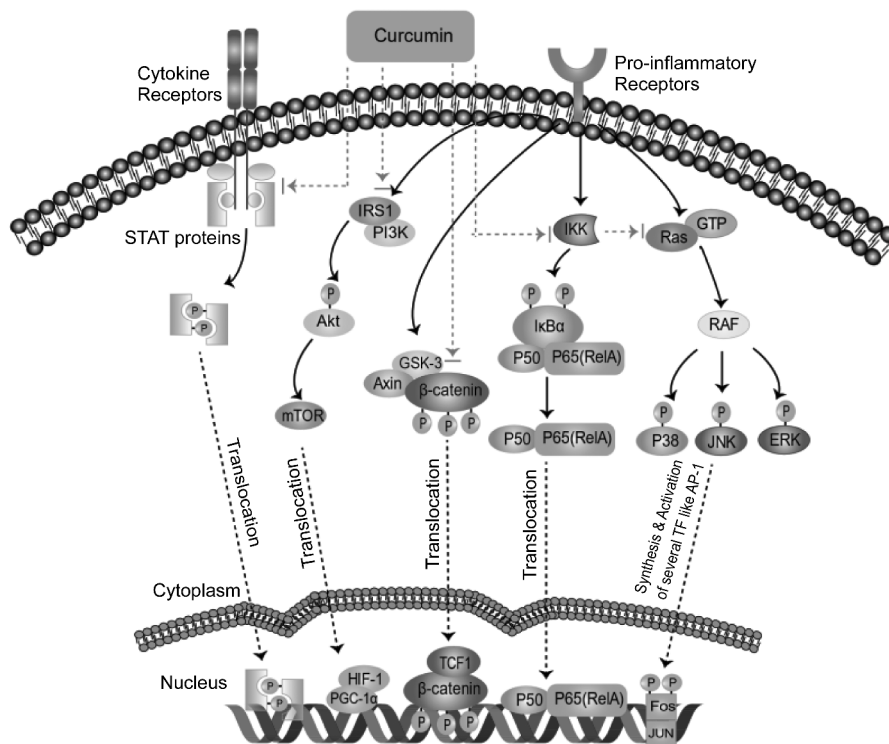 Curcumin
Cytokine
Receptors
Pro-inflammatory
Receptors
STAT proteins
IRS1
PI3K
IKK
Ras
GTP
P
P
P
Akt
P
P
IκBα
P50
P65(RelA)
RAF
GSK-3
Axin
β-catenin
P
P
P
mTOR
P50
P65(RelA)
P
P38
P
JNK
P
ERK
Translocation
Translocation
Translocation
Translocation
Synthesis & Activation
of several TF like AP-1
Cytoplasm
Nucleus
P
P
HIF-1
PGC-1α
TCF1
β-catenin
P
P
P
P50
P65(RelA)
P
P
Fos
JUN